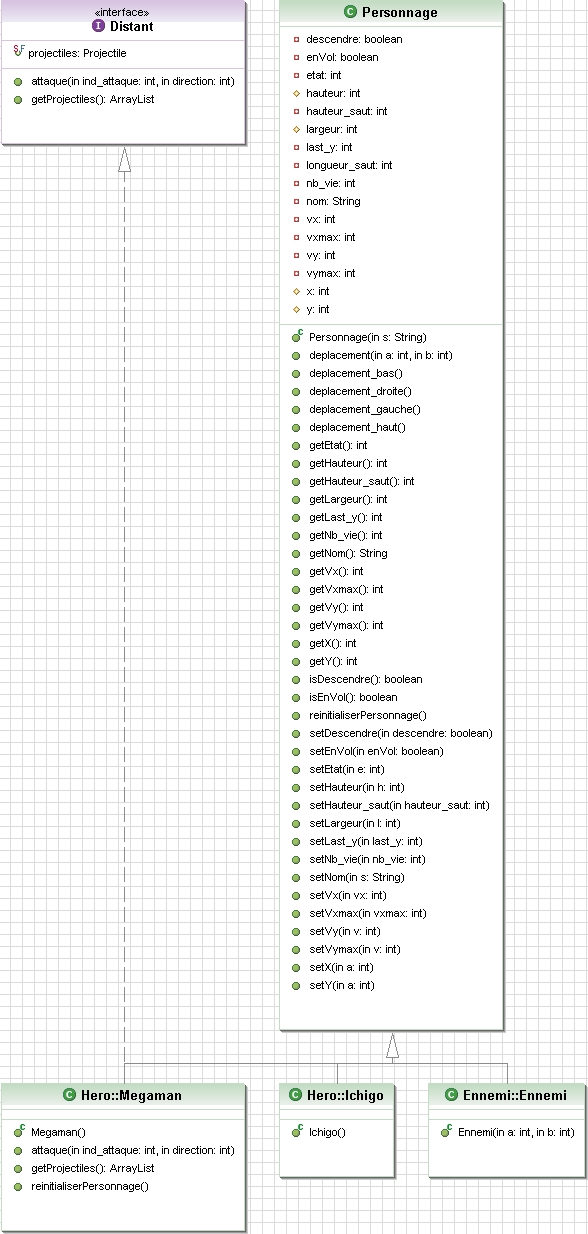 «interface»
Distant
projectiles: Projectile
attaque(in ind_attaque: int, in direction: int)
getProjectiles(): ArrayList
Personnage
descendre: boolean
enVol: boolean
etat: int
hauteur: int
hauteur_saut: int
largeur: int
last_y: int
longueur_saut: int
nb_vie: int
nom: String
vx: int
vxmax: int
vy: int
vymax: int
x: int
y: int
Personnage(in s: String)
deplacement(in a: int, in b: int)
deplacement_bas()
deplacement_droite()
deplacement_gauche()
deplacement_haut()
getEtat(): int
getHauteur(): int
getHauteur_saut(): int
getLargeur(): int
getLast_y(): int
getNb_vie(): int
getNom(): String
getVx(): int
getVxmax(): int
getVy(): int
getVymax(): int
getX(): int
getY(): int
isDescendre(): boolean
isEnVol(): boolean
reinitialiserPersonnage()
setDescendre(in descendre: boolean)
setEnVol(in enVol: boolean)
setEtat(in e: int)
setHauteur(in h: int)
setHauteur_saut(in hauteur_saut: int)
setLargeur(in l: int)
setLast_y(in last_y: int)
setNb_vie(in nb_vie: int)
setNom(in s: String)
setVx(in vx: int)
setVxmax(in vxmax: int)
setVy(in v: int)
setVymax(in v: int)
setX(in a: int)
setY(in a: int)
Hero::Megaman
Megaman()
attaque(in ind_attaque: int, in direction: int)
getProjectiles(): ArrayList
reinitialiserPersonnage()
Hero::Ichigo
Ichigo()
Ennemi::Ennemi
Ennemi(in a: int, in b: int)